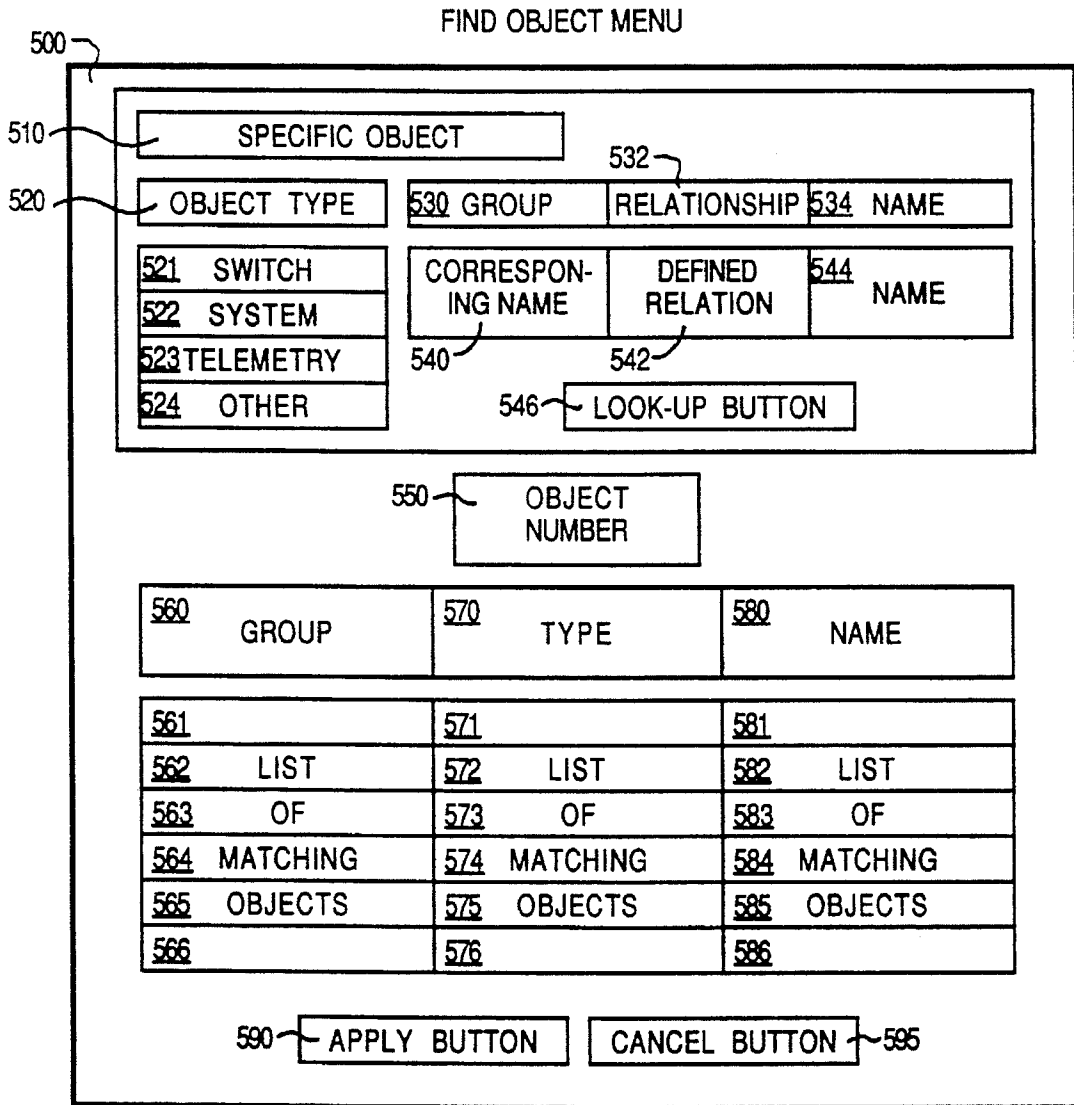 FIND OBJECT MENU
500
510 SPECIFIC OBJECT
532
520 OBJECT TYPE 530 GROUP RELATIONSHIP 534 NAME
521 SWITCH
522 SYSTEM
523 TELEMETRY
524 OTHER
CORRESPON-
ING NAME
540
DEFINED
RELATION
542
544 NAME
546 LOOK-UP BUTTON
550 OBJECT
NUMBER
560 GROUP 570 TYPE 580 NAME
561 571 581
562 LIST 572 LIST 582 LIST
563 OF 573 OF 583 OF
564 MATCHING 574 MATCHING 584 MATCHING
565 OBJECTS 575 OBJECTS 585 OBJECTS
566 576 586
590 APPLY BUTTON CANCEL BUTTON 595